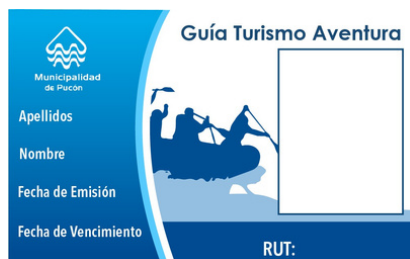 Municipalidad
de Pucón
Guía Turismo Aventura
Apellidos
Nombre
Fecha de Emisión
Fecha de Vencimiento
RUT: